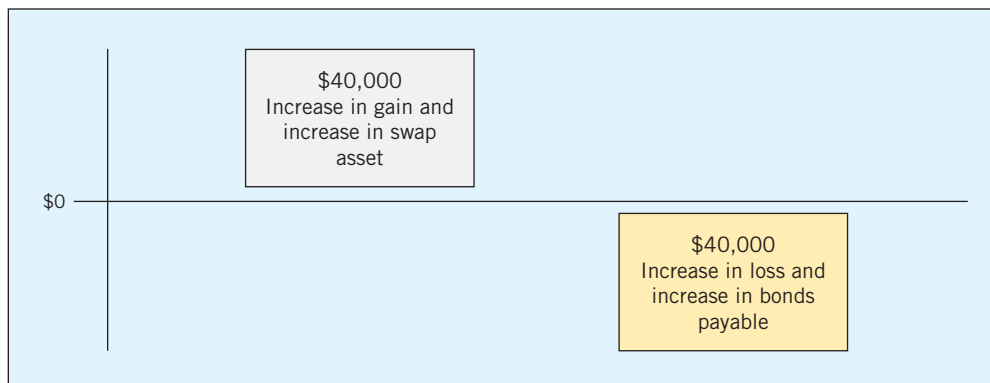 $40,000
Increase in gain and
increase in swap
asset
$0
$40,000
Increase in loss and
increase in bonds
payable